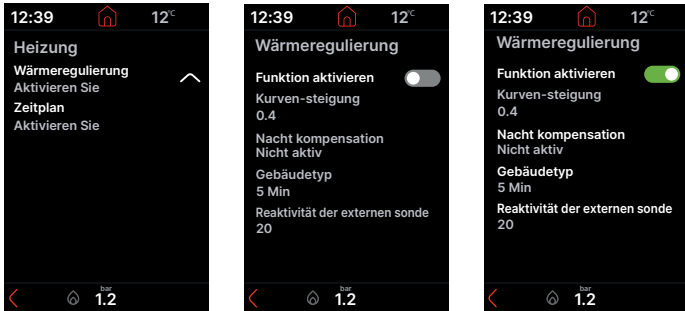 12:39
12°C
Heizung
Wärmeregulierung
Aktivieren Sie
Zeitplan
Aktivieren Sie
bar
1.2
12:39
12°C
Wärmeregulierung
Funktion aktivieren
Kurven-steigung
0.4
Nacht kompensation
Nicht aktiv
Gebäudetyp
5 Min
Reaktivität der externen sonde
20
bar
1.2
12:39
12°C
Wärmeregulierung
Funktion aktivieren
Kurven-steigung
0.4
Nacht kompensation
Nicht aktiv
Gebäudetyp
5 Min
Reaktivität der externen sonde
20
bar
1.2